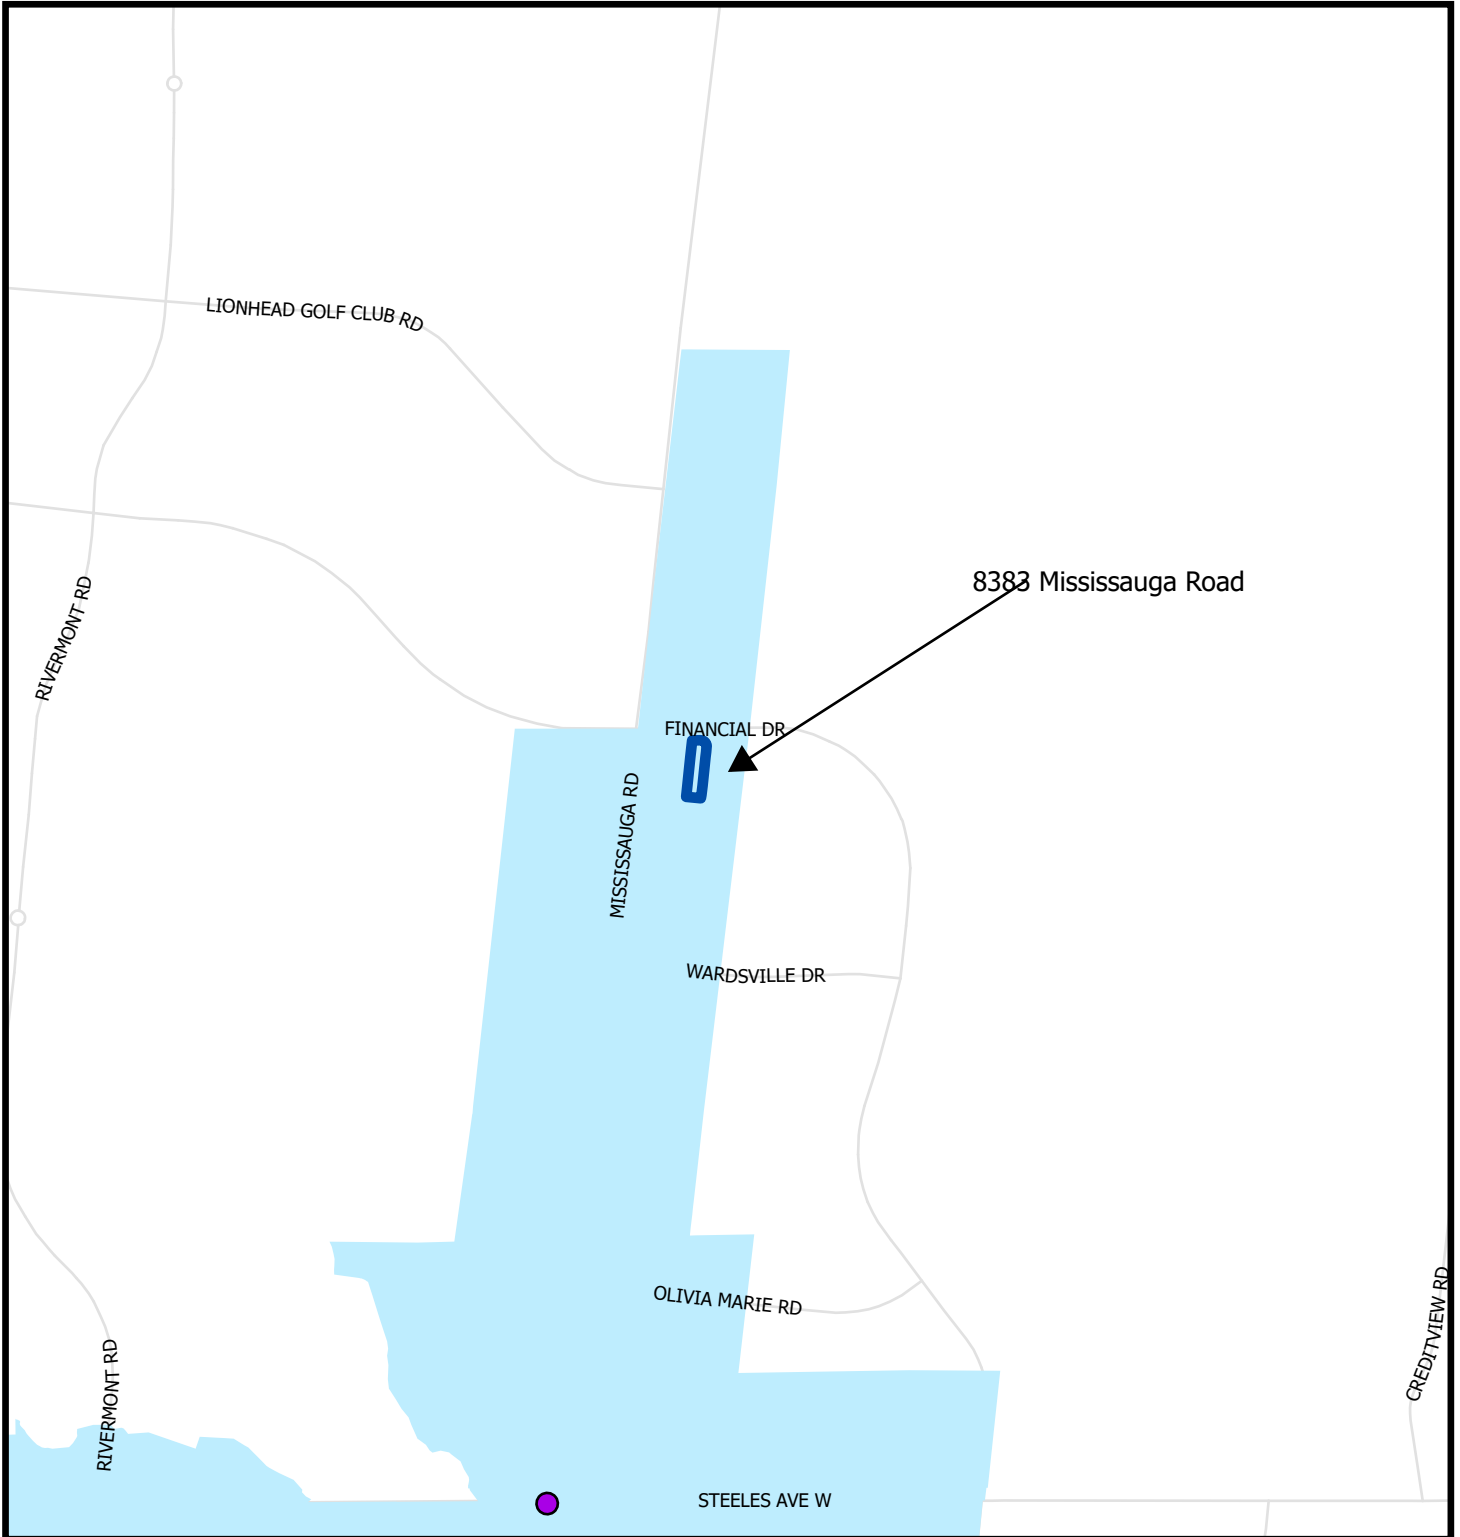 LIONHEAD GOLF CLUB RD
8383 Mississauga Road
RIVERMONT RD
FINANCIAL DR
MISSISSAUGA RD
WARDSVILLE DR
OLIVIA MARIE RD
CREDITVIEW RD
RIVERMONT RD
STEELES AVE W